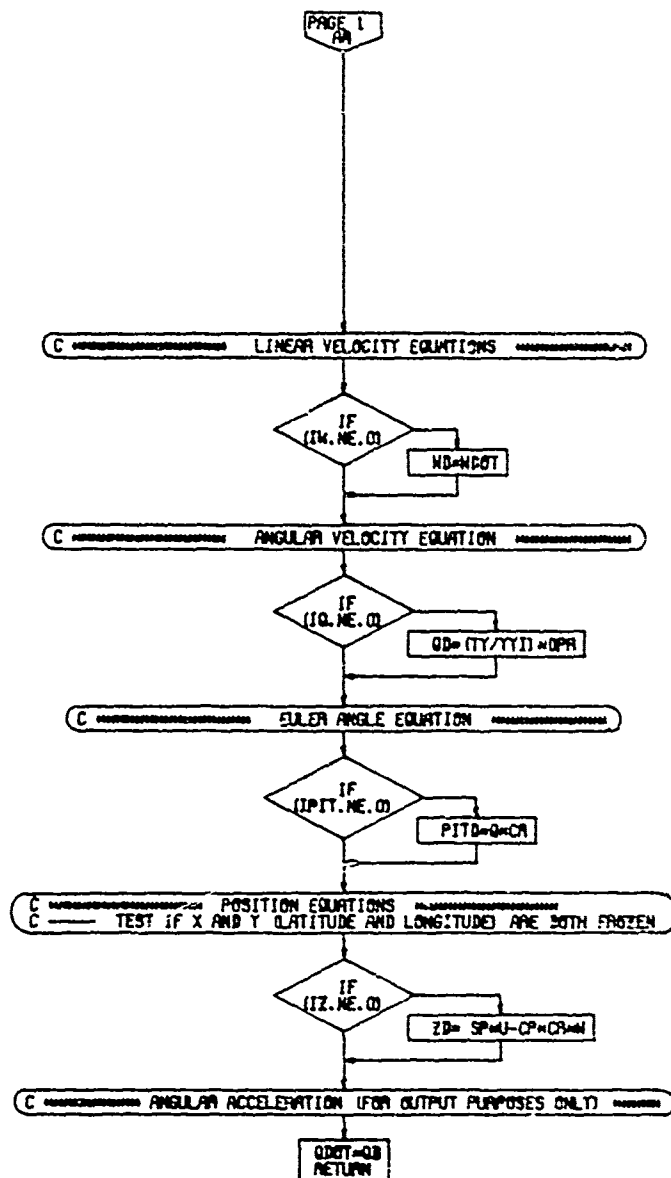 PAGE 1
AA
C ******************** LINEAR VELOCITY EQUATIONS ***************
IF
(IW.NE.0)
WD=WDOT
C ******************** ANGULAR VELOCITY EQUATION ***************
IF
(IQ.NE.0)
QD=(TY/YYI)*DPR
C ******************** EULER ANGLE EQUATION ***************
IF
(IPIT.NE.0)
PITD=Q*CR
C ******************** POSITION EQUATIONS ********************
C —— TEST IF X AND Y (LATITUDE AND LONGITUDE) ARE BOTH FROZEN
IF
(IZ.NE.0)
ZD= SP*U-CP*CR*W
C ************ ANGULAR ACCELERATION (FOR OUTPUT PURPOSES ONLY) ******
QDOT=QD
RETURN